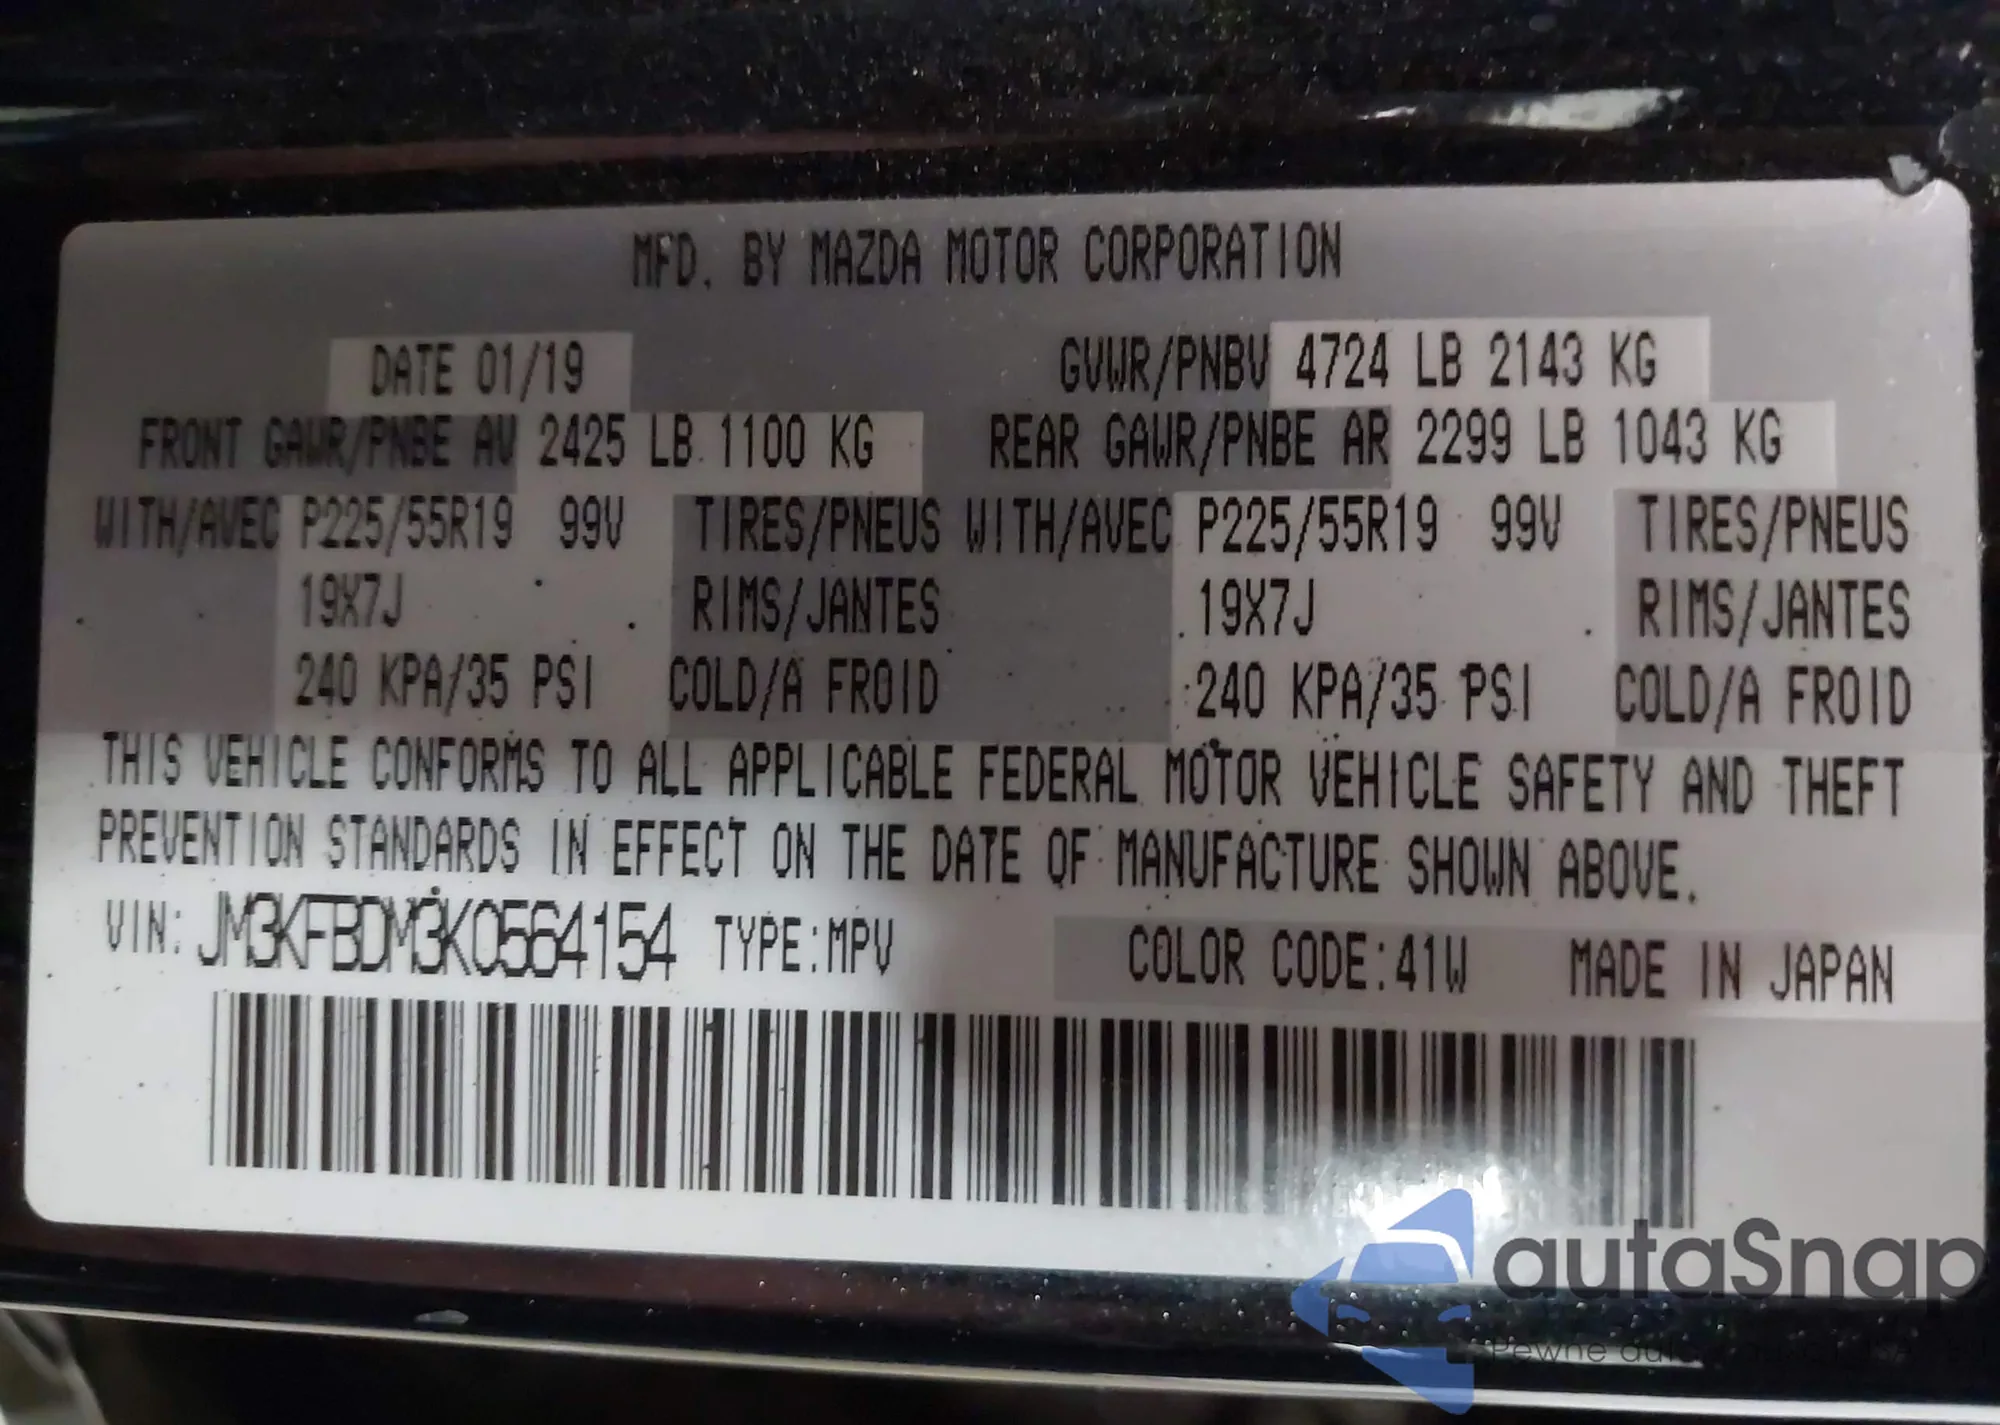 MFD. BY MAZDA MOTOR CORPORATION
DATE 01/19 GVWR/PNBV 4724 LB 2143 KG
FRONT GAWR/PNBE AV 2425 LB 1100 KG REAR GAWR/PNBE AR 2299 LB 1043 KG
WITH/AVEC P225/55R19 99V TIRES/PNEUS WITH/AVEC P225/55R19 99V TIRES/PNEUS
19X7J RIMS/JANTES 19X7J RIMS/JANTES
240 KPA/35 PSI COLD/A FROID 240 KPA/35 PSI COLD/A FROID
THIS VEHICLE CONFORMS TO ALL APPLICABLE FEDERAL MOTOR VEHICLE SAFETY AND THEFT
PREVENTION STANDARDS IN EFFECT ON THE DATE OF MANUFACTURE SHOWN ABOVE.
VIN: JM3KFBDM3K0564154 TYPE:MPV COLOR CODE:41W MADE IN JAPAN
autaSnap
Pewne auta